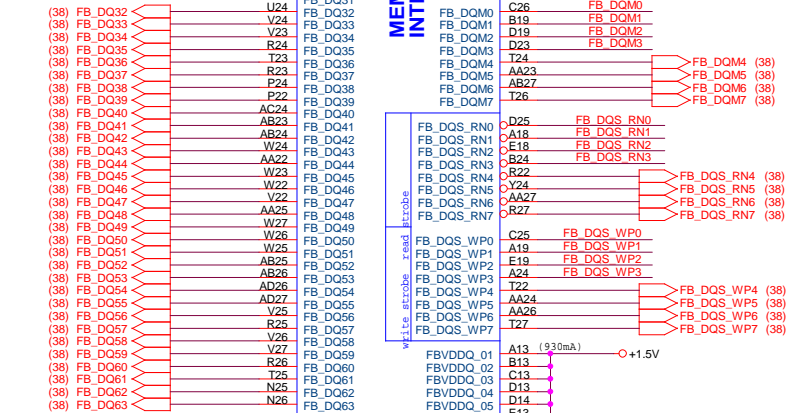 (38) FB_DQ32 U24 FB_DQ32
(38) FB_DQ33 V24 FB_DQ33
(38) FB_DQ34 V23 FB_DQ34
(38) FB_DQ35 R24 FB_DQ35
(38) FB_DQ36 T23 FB_DQ36
(38) FB_DQ37 R23 FB_DQ37
(38) FB_DQ38 P24 FB_DQ38
(38) FB_DQ39 P22 FB_DQ39
(38) FB_DQ40 AC24 FB_DQ40
(38) FB_DQ41 AB23 FB_DQ41
(38) FB_DQ42 AB24 FB_DQ42
(38) FB_DQ43 W24 FB_DQ43
(38) FB_DQ44 AA22 FB_DQ44
(38) FB_DQ45 W23 FB_DQ45
(38) FB_DQ46 W22 FB_DQ46
(38) FB_DQ47 V22 FB_DQ47
(38) FB_DQ48 AA25 FB_DQ48
(38) FB_DQ49 W27 FB_DQ49
(38) FB_DQ50 W26 FB_DQ50
(38) FB_DQ51 W25 FB_DQ51
(38) FB_DQ52 AB25 FB_DQ52
(38) FB_DQ53 AB26 FB_DQ53
(38) FB_DQ54 AD26 FB_DQ54
(38) FB_DQ55 AD27 FB_DQ55
(38) FB_DQ56 V25 FB_DQ56
(38) FB_DQ57 R25 FB_DQ57
(38) FB_DQ58 V26 FB_DQ58
(38) FB_DQ59 V27 FB_DQ59
(38) FB_DQ60 R26 FB_DQ60
(38) FB_DQ61 T25 FB_DQ61
(38) FB_DQ62 N25 FB_DQ62
(38) FB_DQ63 N26 FB_DQ63
FB_DQM0 C26 FB_DQM0
FB_DQM1 B19 FB_DQM1
FB_DQM2 D19 FB_DQM2
FB_DQM3 D23 FB_DQM3
FB_DQM4 T24 FB_DQM4 (38)
FB_DQM5 AA23 FB_DQM5 (38)
FB_DQM6 AB27 FB_DQM6 (38)
FB_DQM7 T26 FB_DQM7 (38)
read strobe
FB_DQS_RN0 D25 FB_DQS_RN0
FB_DQS_RN1 A18 FB_DQS_RN1
FB_DQS_RN2 E18 FB_DQS_RN2
FB_DQS_RN3 B24 FB_DQS_RN3
FB_DQS_RN4 R22 FB_DQS_RN4 (38)
FB_DQS_RN5 Y24 FB_DQS_RN5 (38)
FB_DQS_RN6 AA27 FB_DQS_RN6 (38)
FB_DQS_RN7 R27 FB_DQS_RN7 (38)
write strobe
FB_DQS_WP0 C25 FB_DQS_WP0
FB_DQS_WP1 A19 FB_DQS_WP1
FB_DQS_WP2 E19 FB_DQS_WP2
FB_DQS_WP3 A24 FB_DQS_WP3
FB_DQS_WP4 T22 FB_DQS_WP4 (38)
FB_DQS_WP5 AA24 FB_DQS_WP5 (38)
FB_DQS_WP6 AA26 FB_DQS_WP6 (38)
FB_DQS_WP7 T27 FB_DQS_WP7 (38)
FBVDDQ_01 A13 (930mA) +1.5V
FBVDDQ_02 B13
FBVDDQ_03 C13
FBVDDQ_04 D13
FBVDDQ_05 D14